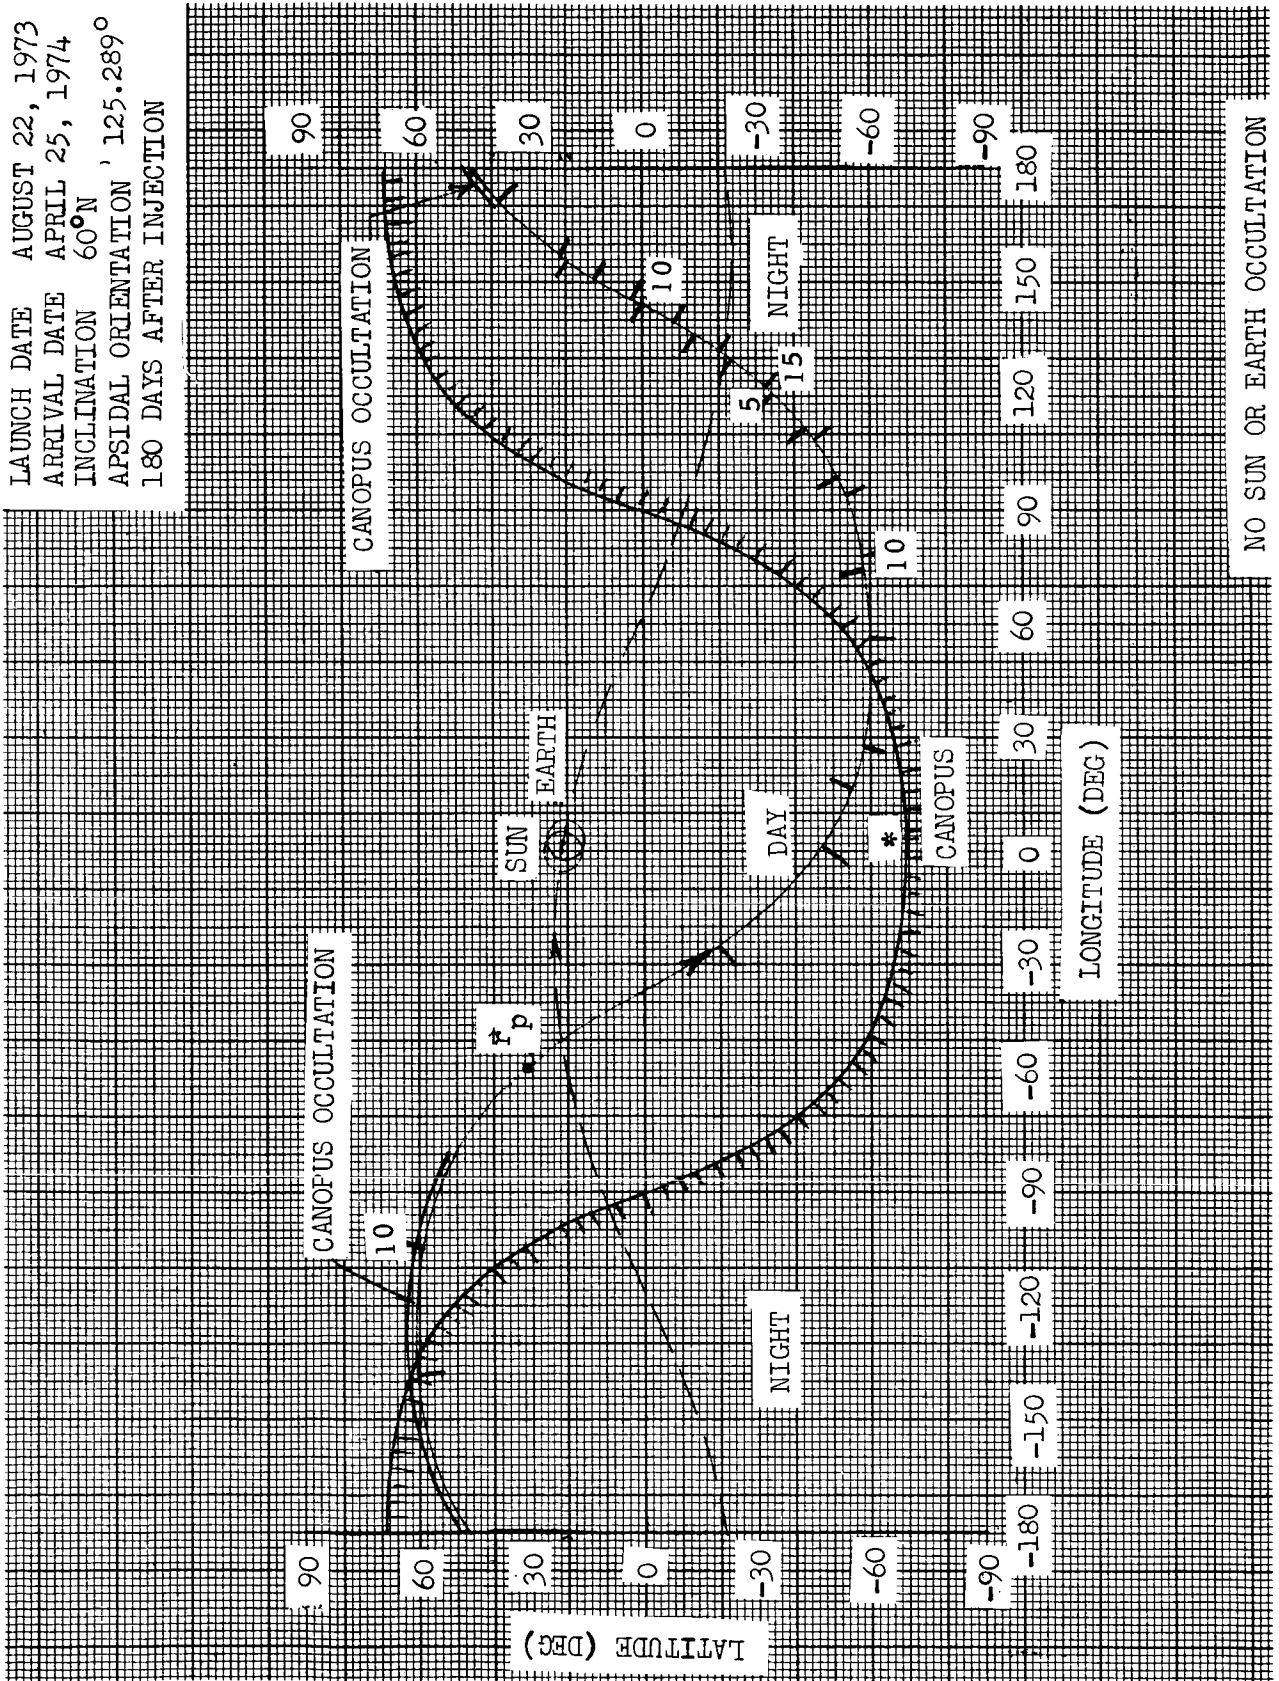 LAUNCH DATE AUGUST 22, 1973
ARRIVAL DATE APRIL 25, 1974
INCLINATION 60°N
APSIDAL ORIENTATION ' 125.289°
180 DAYS AFTER INJECTION
CANOPUS OCCULTATION
CANOPUS OCCULTATION
90
60
30
0
-30
-60
-90
90
60
30
0
-30
-60
-90
LATITUDE (DEG)
10
r⃗p
SUN
EARTH
10
5
15
10
NIGHT
DAY
NIGHT
*
CANOPUS
-180
-150
-120
-90
-60
-30
0
30
60
90
120
150
180
LONGITUDE (DEG)
NO SUN OR EARTH OCCULTATION